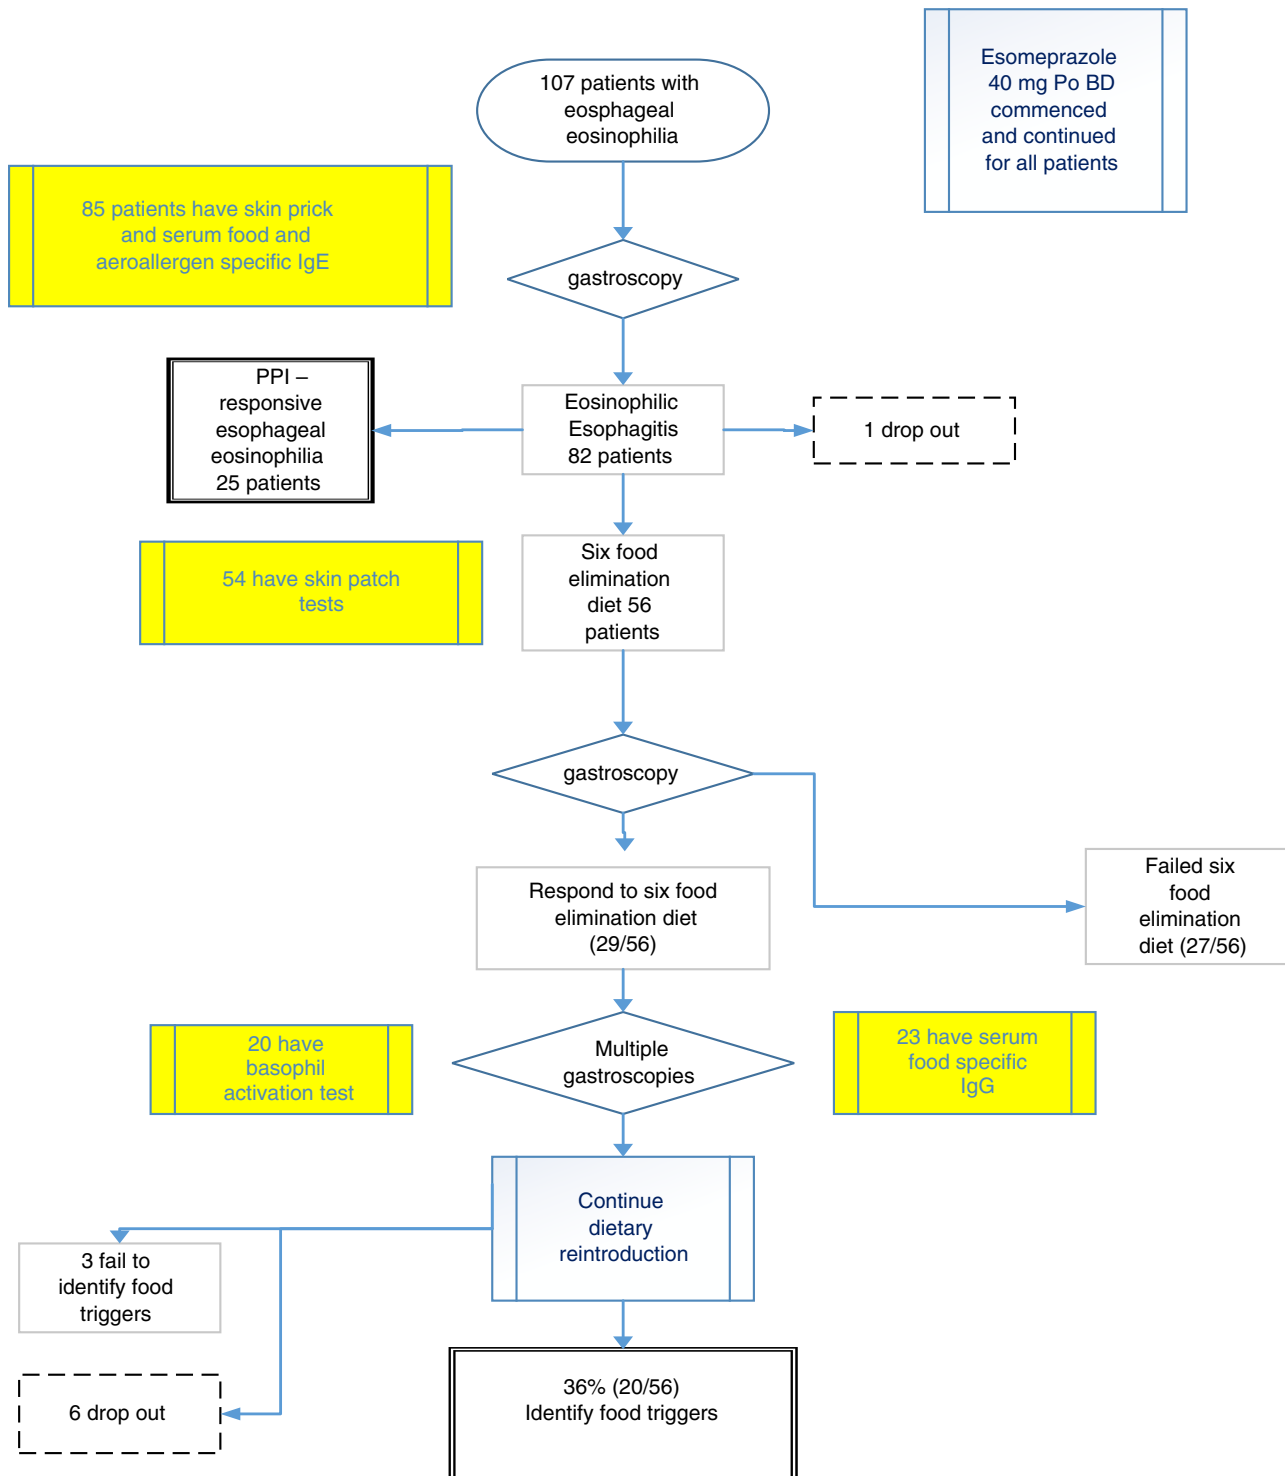 107 patients with
eosphageal
eosinophilia
Esomeprazole
40 mg Po BD
commenced
and continued
for all patients
85 patients have skin prick
and serum food and
aeroallergen specific IgE
gastroscopy
PPI –
responsive
esophageal
eosinophilia
25 patients
Eosinophilic
Esophagitis
82 patients
1 drop out
54 have skin patch
tests
Six food
elimination
diet 56
patients
gastroscopy
Respond to six food
elimination diet
(29/56)
Failed six
food
elimination
diet (27/56)
20 have
basophil
activation test
Multiple
gastroscopies
23 have serum
food specific
IgG
Continue
dietary
reintroduction
3 fail to
identify food
triggers
6 drop out
36% (20/56)
Identify food triggers